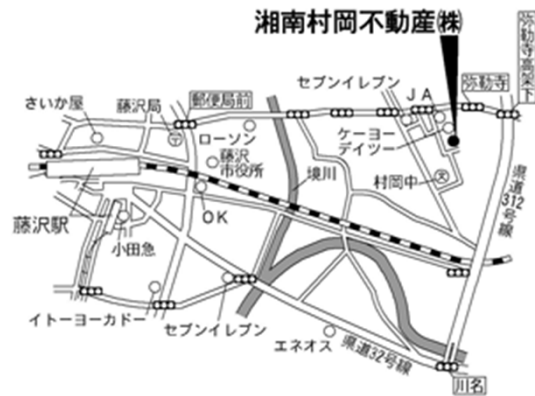 湘南村岡不動産㈱
弥勒寺高架下
セブンイレブン
JA
弥勒寺
さいか屋
藤沢局
郵便局前
ローソン
ケーヨー
デイツー
藤沢
市役所
境川
村岡中
文
県道312号線
藤沢駅
OK
小田急
イトーヨーカドー
セブンイレブン
エネオス
県道32号線
川名